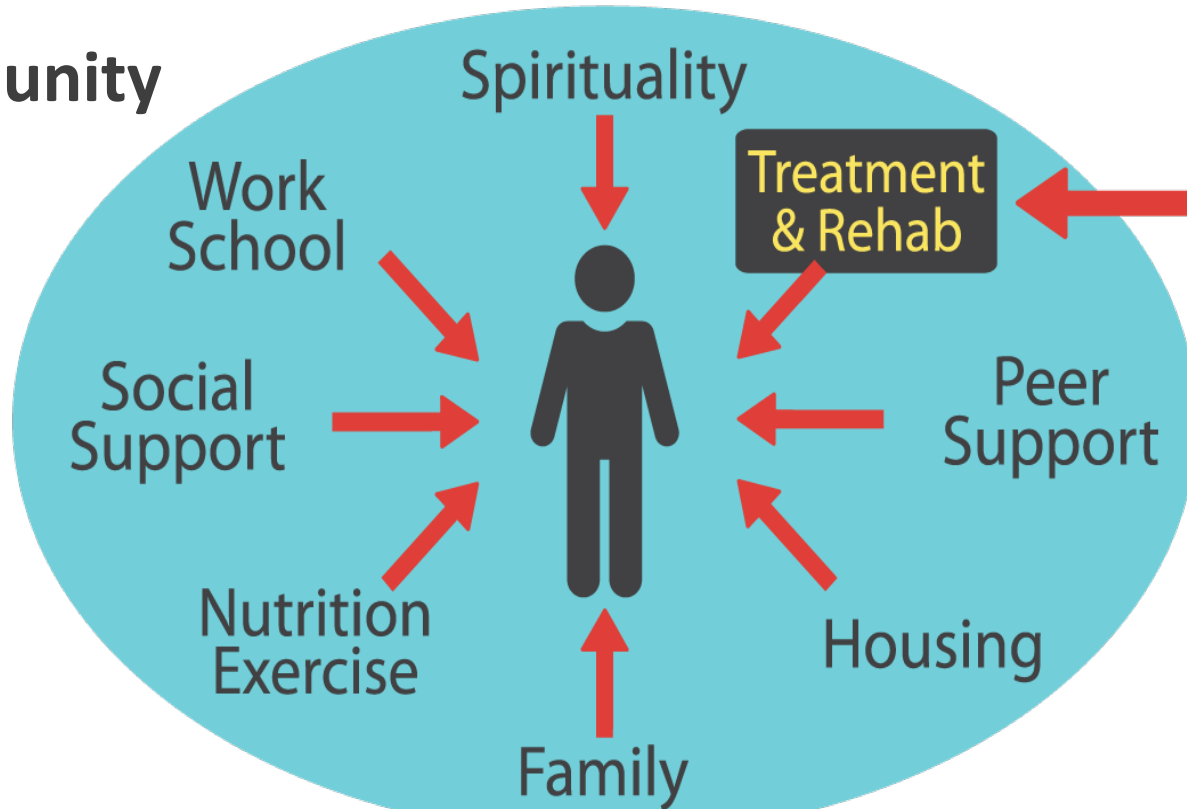 unity
Spirituality
Treatment
& Rehab
Work
School
Social
Support
Peer
Support
Nutrition
Exercise
Housing
Family